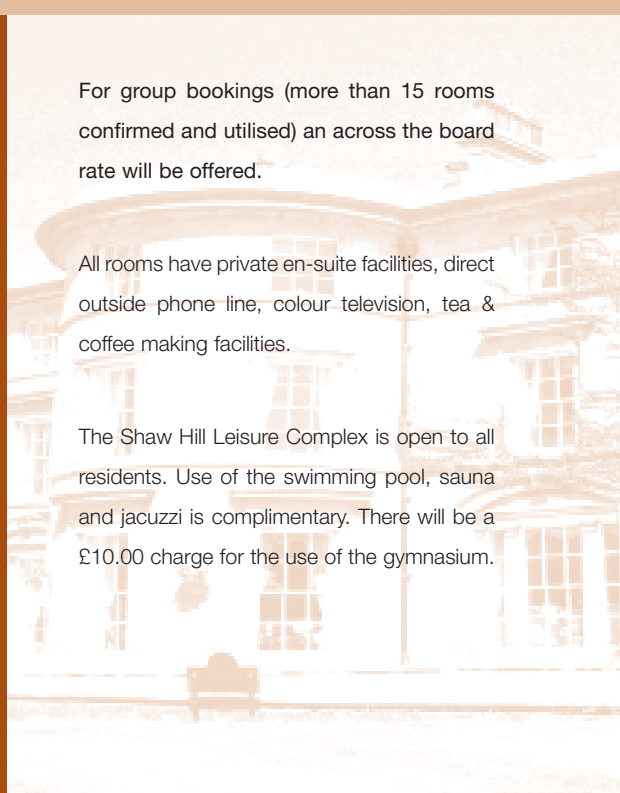 For group bookings (more than 15 rooms
confirmed and utilised) an across the board
rate will be offered.
All rooms have private en-suite facilities, direct
outside phone line, colour television, tea &
coffee making facilities.
The Shaw Hill Leisure Complex is open to all
residents. Use of the swimming pool, sauna
and jacuzzi is complimentary. There will be a
£10.00 charge for the use of the gymnasium.